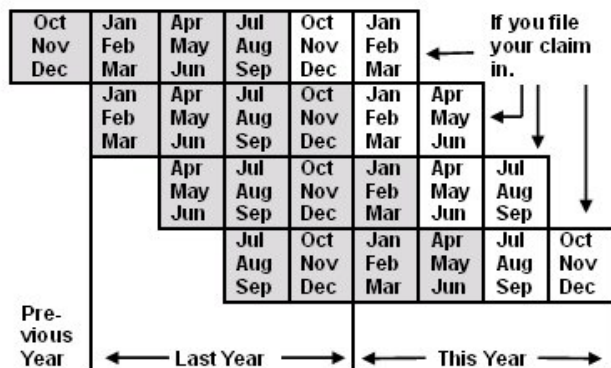 Oct Jan Apr Jul Oct Jan
Nov Feb May Aug Nov Feb
Dec Mar Jun Sep Dec Mar
If you file
your claim
in.
Jan Apr Jul Oct Jan Apr
Feb May Aug Nov Feb May
Mar Jun Sep Dec Mar Jun
Apr Jul Oct Jan Apr Jul
May Aug Nov Feb May Aug
Jun Sep Dec Mar Jun Sep
Jul Oct Jan Apr Jul Oct
Aug Nov Feb May Aug Nov
Sep Dec Mar Jun Sep Dec
Pre-
vious
Year
Last Year
This Year